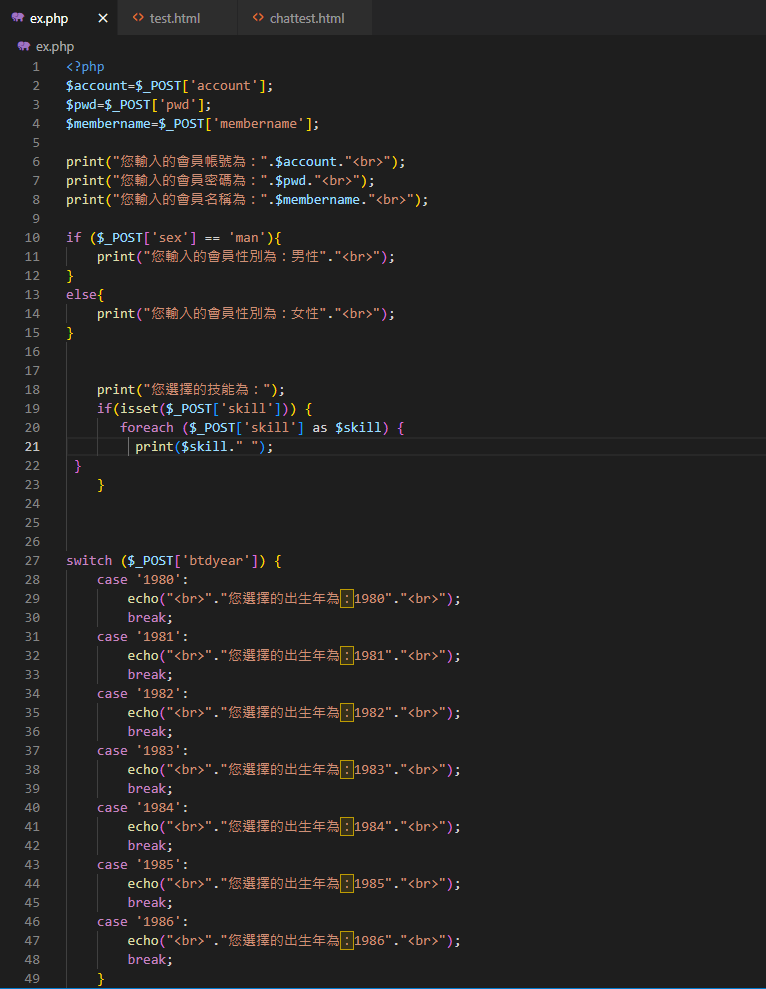 ex.php
test.html
chattest.html
ex.php
1 <?php
2 $account=$_POST['account'];
3 $pwd=$_POST['pwd'];
4 $membername=$_POST['membername'];
5
6 print("您輸入的會員帳號為：".$account."<br>");
7 print("您輸入的會員密碼為：".$pwd."<br>");
8 print("您輸入的會員名稱為：".$membername."<br>");
9
10 if ($_POST['sex'] == 'man'){
11     print("您輸入的會員性別為：男性"."<br>");
12 }
13 else{
14     print("您輸入的會員性別為：女性"."<br>");
15 }
16
17
18     print("您選擇的技能為：");
19     if(isset($_POST['skill'])) {
20        foreach ($_POST['skill'] as $skill) {
21          print($skill." ");
22  }
23     }
24
25
26
27 switch ($_POST['btdyear']) {
28     case '1980':
29         echo("<br>"."您選擇的出生年為：1980"."<br>");
30         break;
31     case '1981':
32         echo("<br>"."您選擇的出生年為：1981"."<br>");
33         break;
34     case '1982':
35         echo("<br>"."您選擇的出生年為：1982"."<br>");
36         break;
37     case '1983':
38         echo("<br>"."您選擇的出生年為：1983"."<br>");
39         break;
40     case '1984':
41         echo("<br>"."您選擇的出生年為：1984"."<br>");
42         break;
43     case '1985':
44         echo("<br>"."您選擇的出生年為：1985"."<br>");
45         break;
46     case '1986':
47         echo("<br>"."您選擇的出生年為：1986"."<br>");
48         break;
49     }